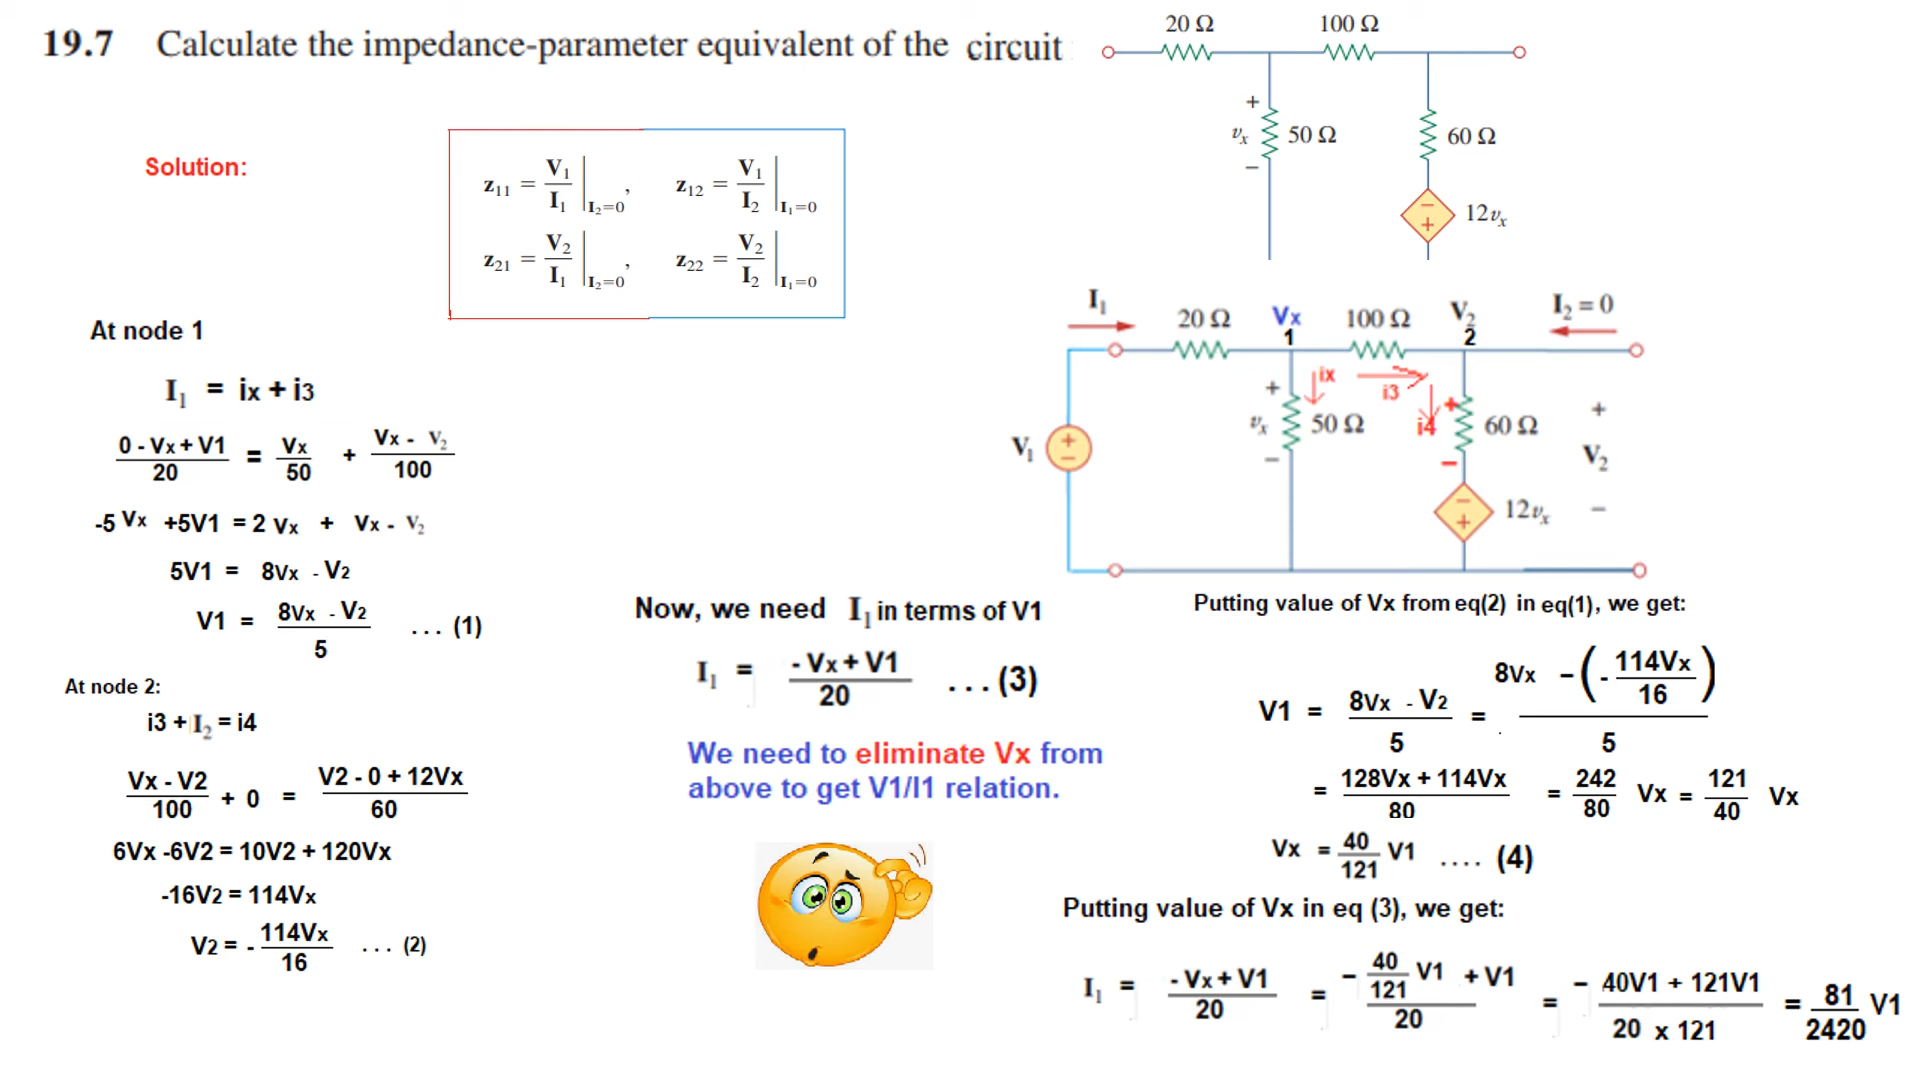 19.7 Calculate the impedance-parameter equivalent of the circuit
20 Ω 100 Ω
+
vx 50 Ω 60 Ω
−
−
+ 12vx
Solution:
z11 = V1/I1 |I2=0, z12 = V1/I2 |I1=0
z21 = V2/I1 |I2=0, z22 = V2/I2 |I1=0
At node 1
I1 = ix + i3
0 - Vx + V1 / 20 = Vx / 50 + Vx - V2 / 100
-5 Vx +5V1 = 2 Vx + Vx - V2
5V1 = 8Vx - V2
V1 = 8Vx - V2 / 5 ... (1)
At node 2:
i3 + I2 = i4
Vx - V2 / 100 + 0 = V2 - 0 + 12Vx / 60
6Vx -6V2 = 10V2 + 120Vx
-16V2 = 114Vx
V2 = - 114Vx / 16 ... (2)
I1 20 Ω Vx 100 Ω V2 I2 = 0
1 2
ix i3
+ i4 + +
V1 + − vx 50 Ω 60 Ω V2
− − −
− + 12vx
Now, we need I1 in terms of V1
I1 = - Vx + V1 / 20 ... (3)
We need to eliminate Vx from
above to get V1/I1 relation.
Putting value of Vx from eq(2) in eq(1), we get:
V1 = 8Vx - V2 / 5 = 8Vx - (- 114Vx / 16) / 5
= 128Vx + 114Vx / 80 = 242 / 80 Vx = 121 / 40 Vx
Vx = 40 / 121 V1 .... (4)
Putting value of Vx in eq (3), we get:
I1 = - Vx + V1 / 20 = - 40 / 121 V1 + V1 / 20 = - 40V1 + 121V1 / 20 x 121 = 81 / 2420 V1